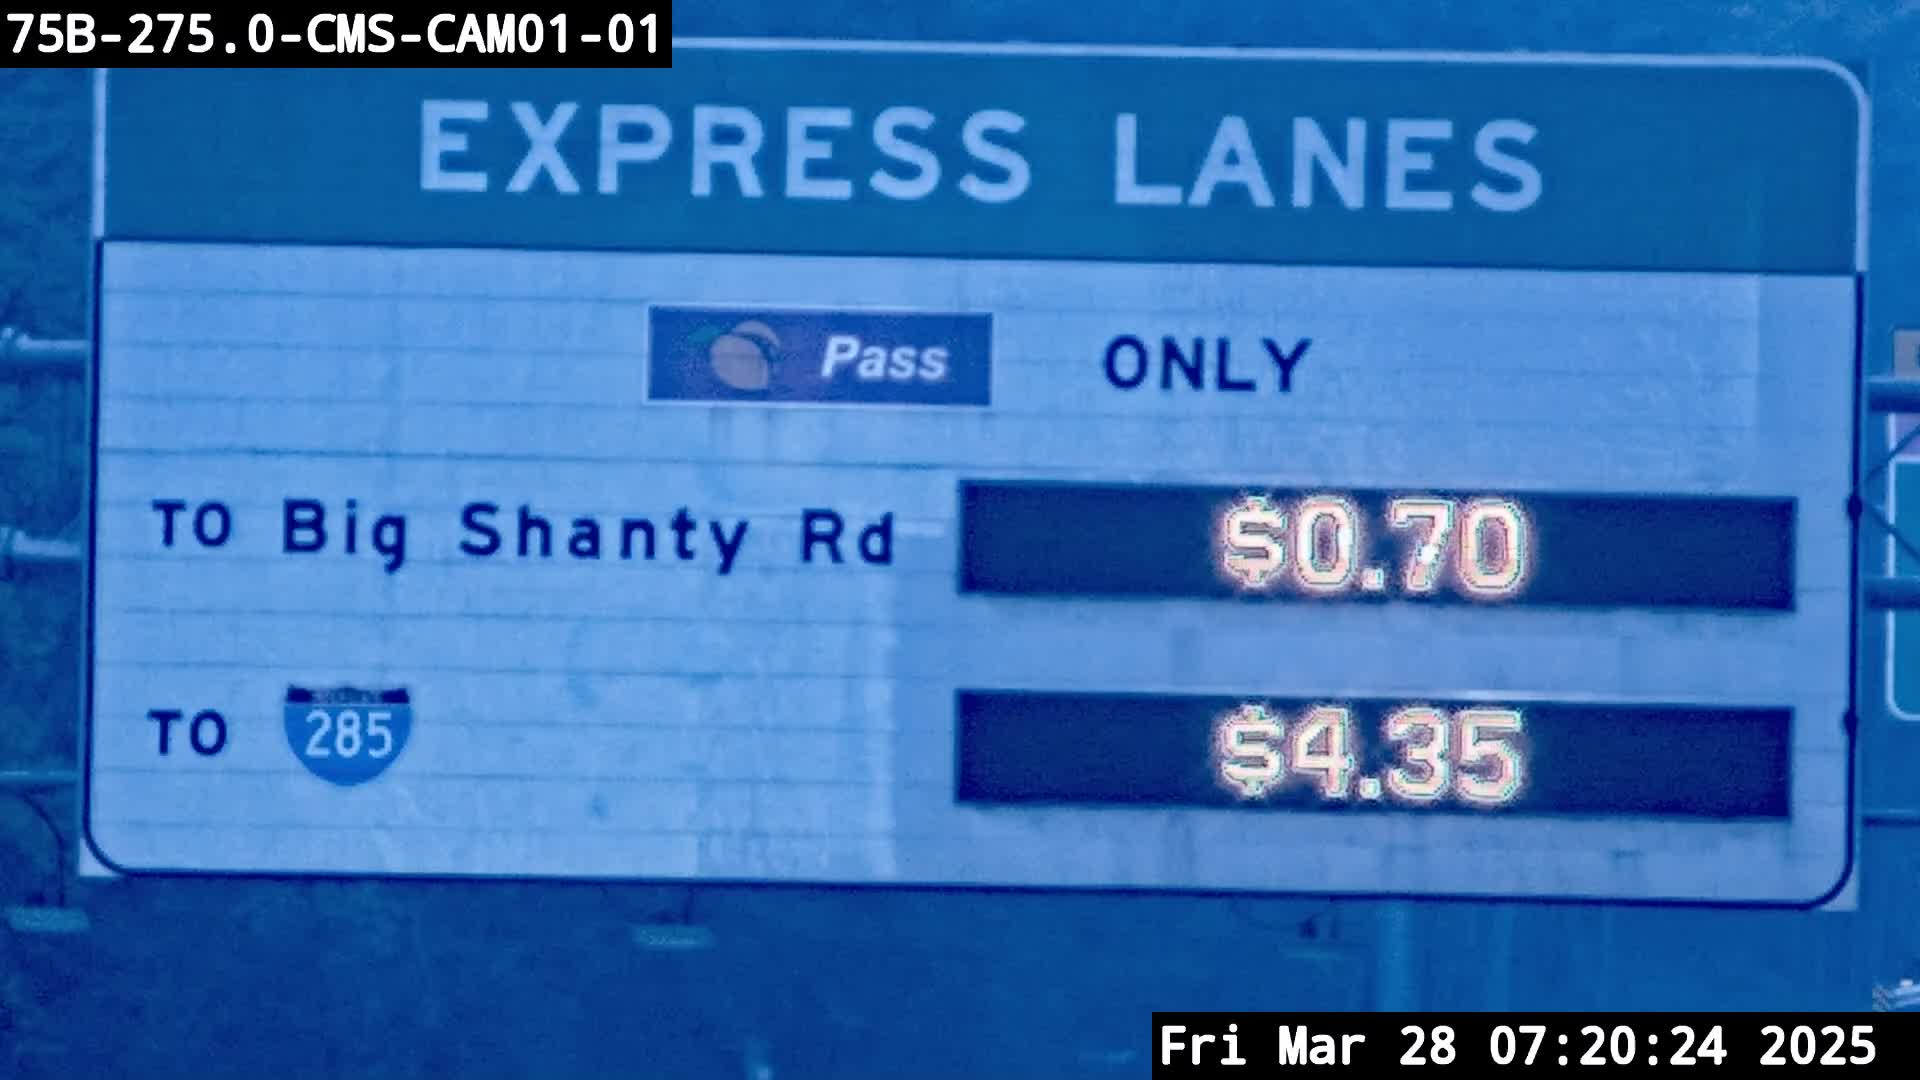 75B-275.0-CMS-CAM01-01
EXPRESS LANES
Pass ONLY
TO Big Shanty Rd $0.70
TO 285 $4.35
Fri Mar 28 07:20:24 2025